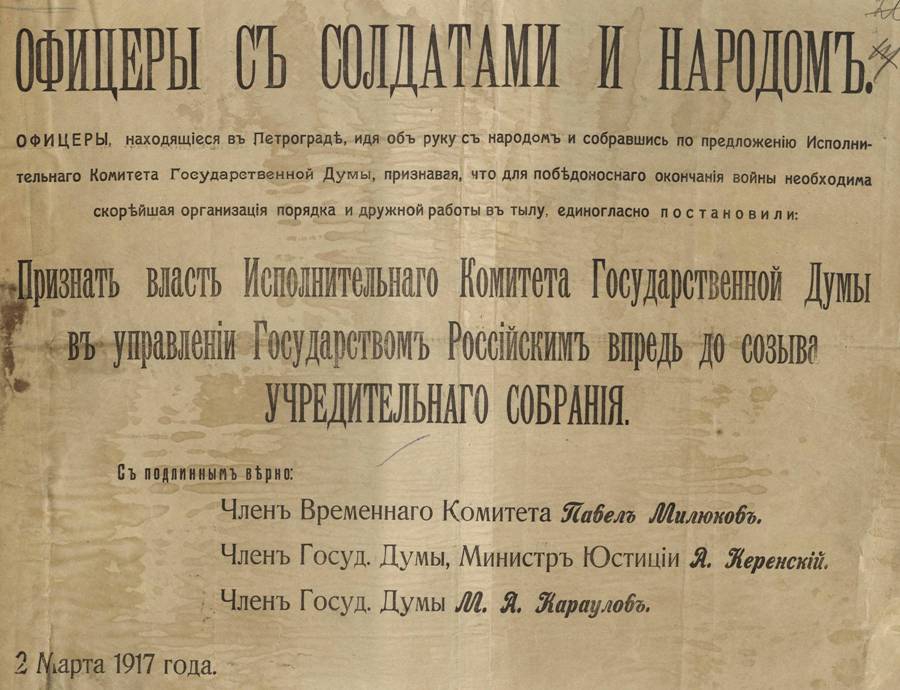 ОФИЦЕРЫ СЪ СОЛДАТАМИ И НАРОДОМЪ.
ОФИЦЕРЫ, находящіеся въ Петроградѣ, идя объ руку съ народомъ и собравшись по предложенію Исполни-
тельнаго Комитета Государственной Думы, признавая, что для побѣдоноснаго окончанія войны необходима
скорѣйшая организація порядка и дружной работы въ тылу, единогласно постановили:
Признать власть Исполнительнаго Комитета Государственной Думы
въ управленіи Государствомъ Россійскимъ впредь до созыва
УЧРЕДИТЕЛЬНАГО СОБРАНІЯ.
Съ подлиннымъ вѣрно:
Членъ Временнаго Комитета Павелъ Милюковъ.
Членъ Госуд. Думы, Министръ Юстиціи А. Керенскій.
Членъ Госуд. Думы М. А. Карауловъ.
2 Марта 1917 года.